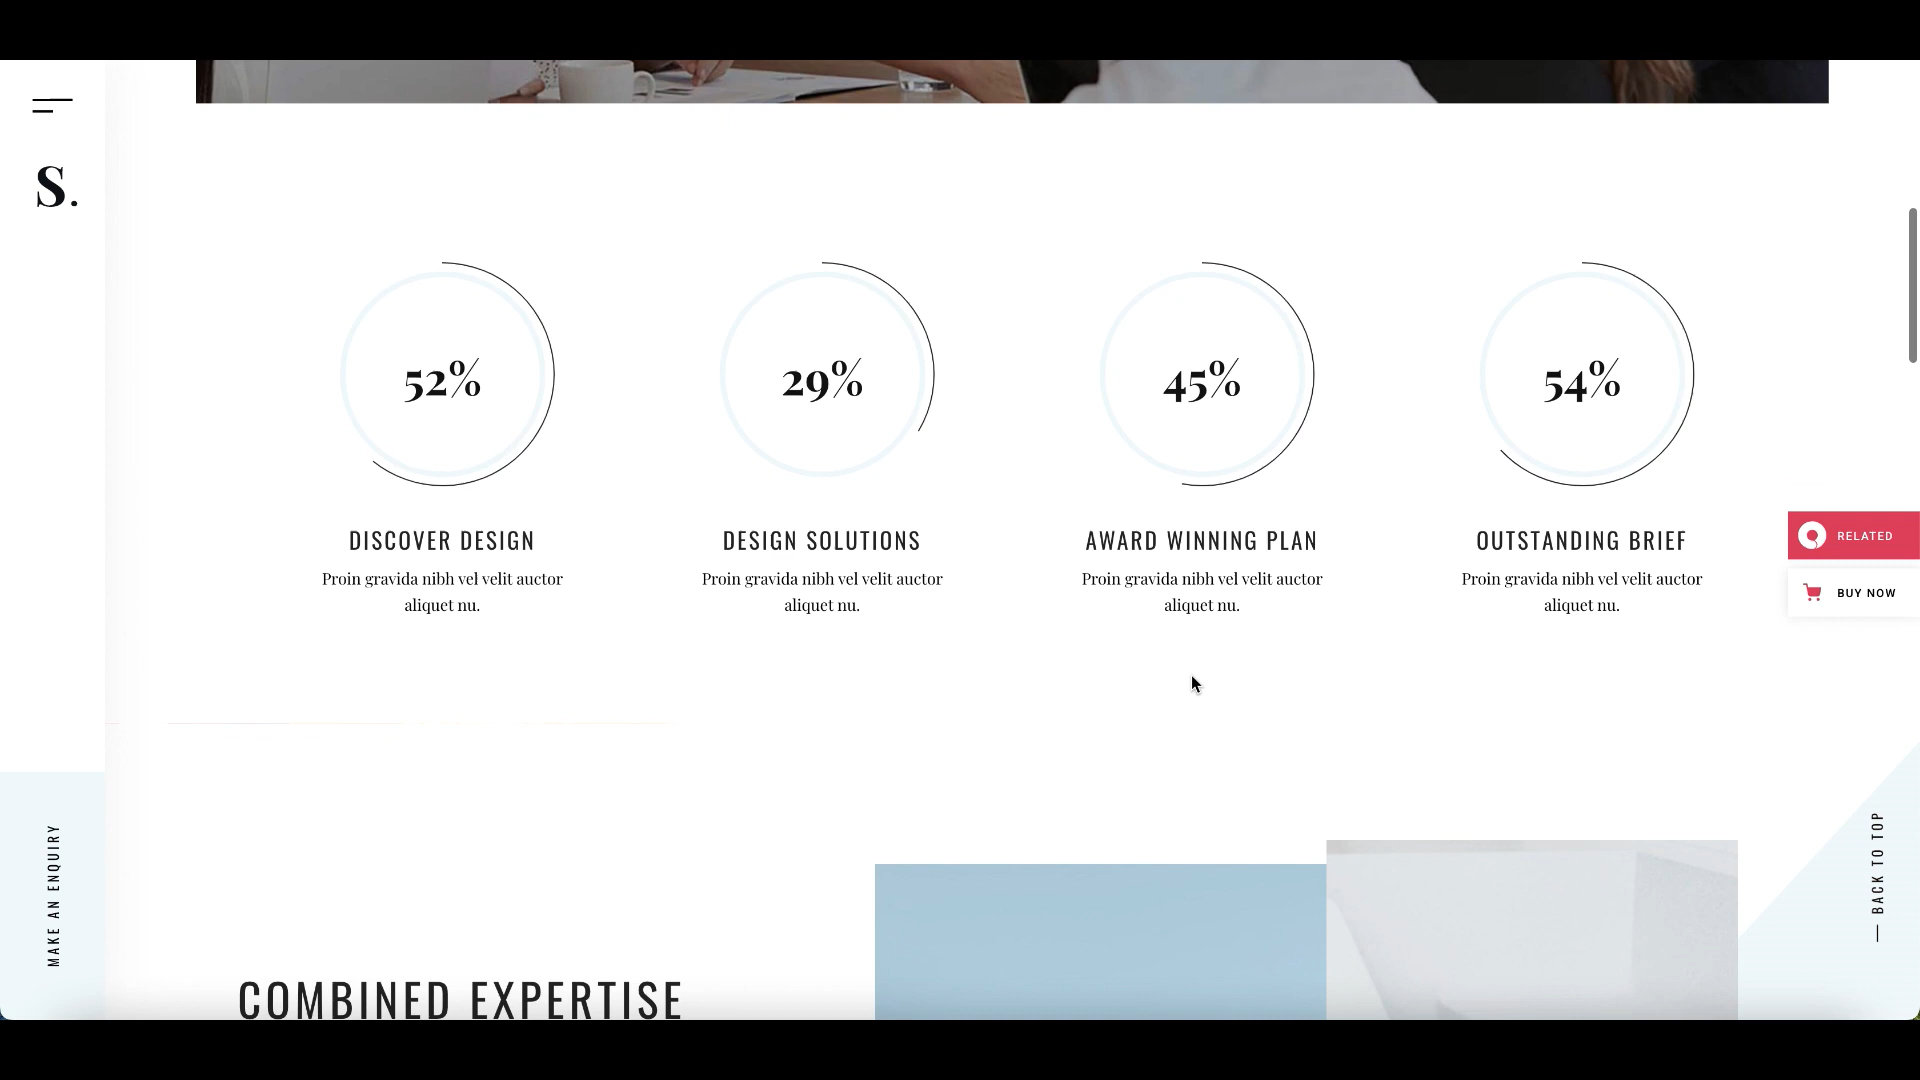 S.
52%
29%
45%
54%
DISCOVER DESIGN
DESIGN SOLUTIONS
AWARD WINNING PLAN
OUTSTANDING BRIEF
Proin gravida nibh vel velit auctor
aliquet nu.
Proin gravida nibh vel velit auctor
aliquet nu.
Proin gravida nibh vel velit auctor
aliquet nu.
Proin gravida nibh vel velit auctor
aliquet nu.
RELATED
BUY NOW
MAKE AN ENQUIRY
— BACK TO TOP
COMBINED EXPERTISE